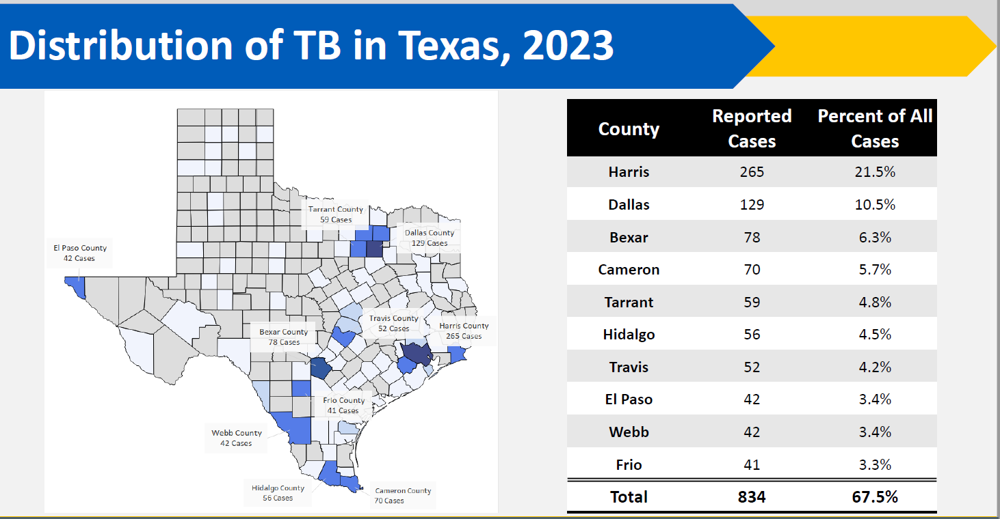 Distribution of TB in Texas, 2023
Tarrant County
59 Cases
Dallas County
129 Cases
El Paso County
42 Cases
Travis County
52 Cases
Harris County
265 Cases
Bexar County
78 Cases
Frio County
41 Cases
Webb County
42 Cases
Hidalgo County
56 Cases
Cameron County
70 Cases
County Reported Cases Percent of All Cases
Harris 265 21.5%
Dallas 129 10.5%
Bexar 78 6.3%
Cameron 70 5.7%
Tarrant 59 4.8%
Hidalgo 56 4.5%
Travis 52 4.2%
El Paso 42 3.4%
Webb 42 3.4%
Frio 41 3.3%
Total 834 67.5%